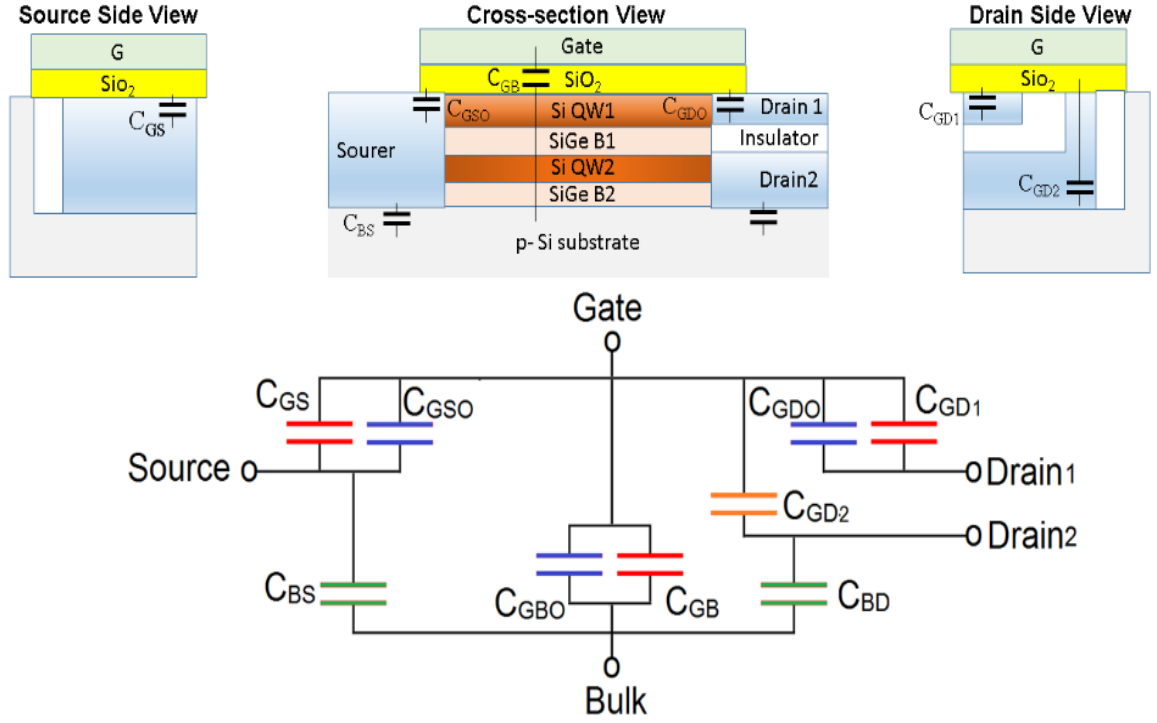 Source Side View
Cross-section View
Drain Side View
G
Sio2
CGS
Gate
CGB
SiO2
CGSO
Si QW1
CGDO
Drain 1
SiGe B1
Insulator
Sourer
Si QW2
Drain2
SiGe B2
CBS
p- Si substrate
G
Sio2
CGD1
CGD2
Gate
CGS
CGSO
CGDO
CGD1
Source
Drain1
CGD2
Drain2
CBS
CGBO
CGB
CBD
Bulk